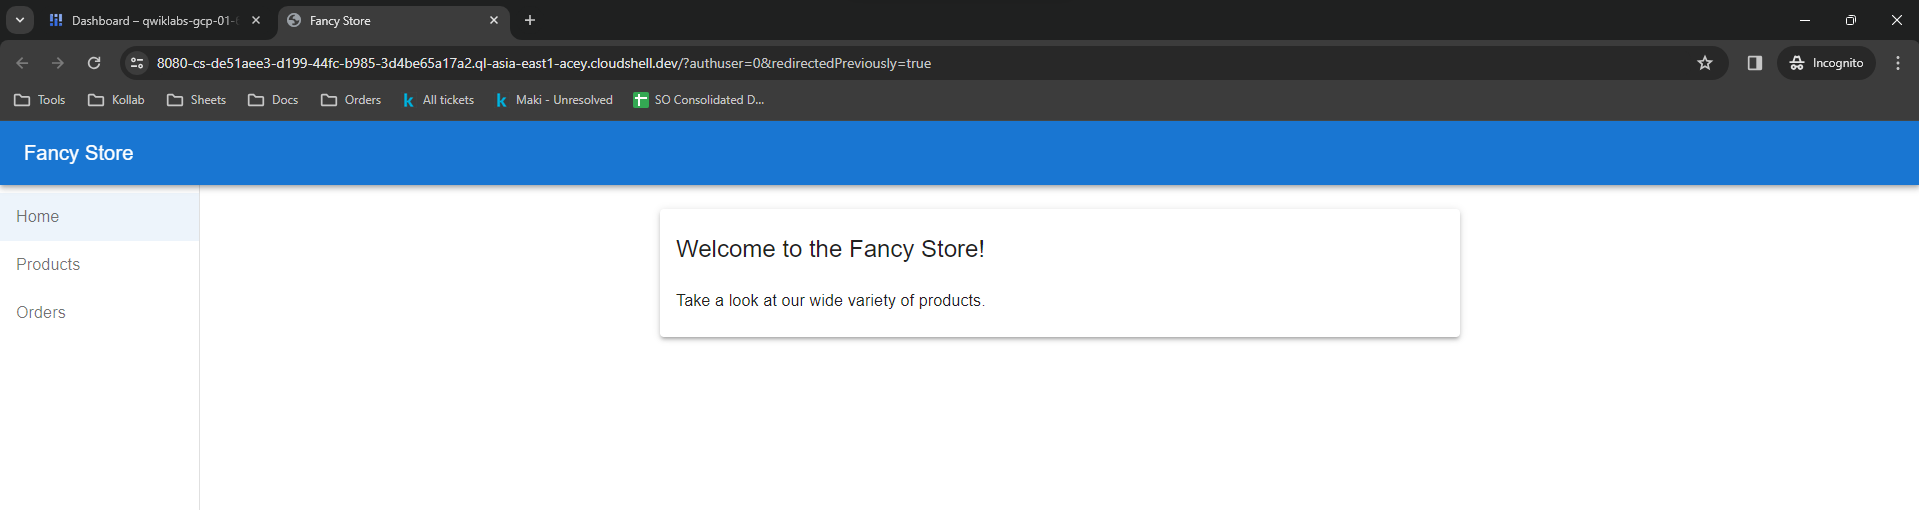 Dashboard – qwiklabs-gcp-01-
Fancy Store
8080-cs-de51aee3-d199-44fc-b985-3d4be65a17a2.ql-asia-east1-acey.cloudshell.dev/?authuser=0&redirectedPreviously=true
Incognito
Tools
Kollab
Sheets
Docs
Orders
k All tickets
k Maki - Unresolved
SO Consolidated D...
Fancy Store
Home
Products
Orders
Welcome to the Fancy Store!
Take a look at our wide variety of products.